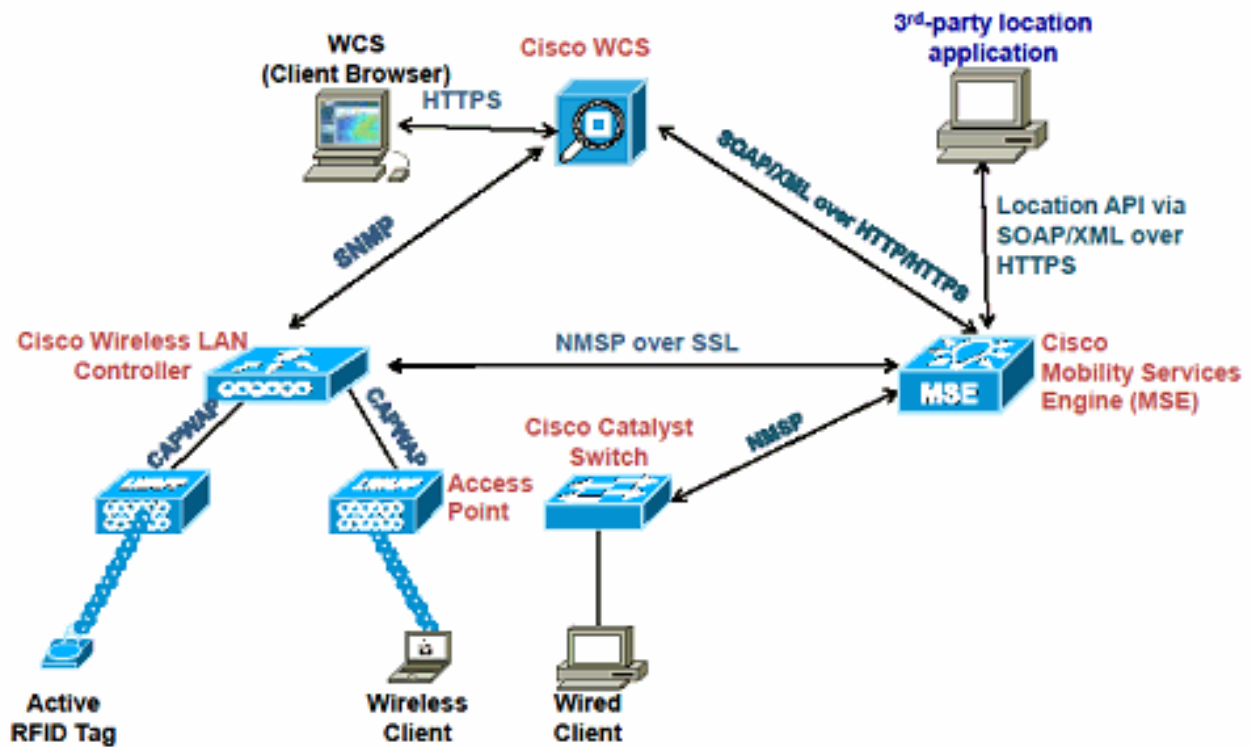 WCS
(Client Browser)
Cisco WCS
3rd-party location
application
HTTPS
SOAP/XML over HTTP/HTTPS
Location API via
SOAP/XML over
HTTPS
SNMP
Cisco Wireless LAN
Controller
NMSP over SSL
Cisco
Mobility Services
Engine (MSE)
MSE
CAPWAP
CAPWAP
Cisco Catalyst
Switch
NMSP
Access
Point
Active
RFID Tag
Wireless
Client
Wired
Client